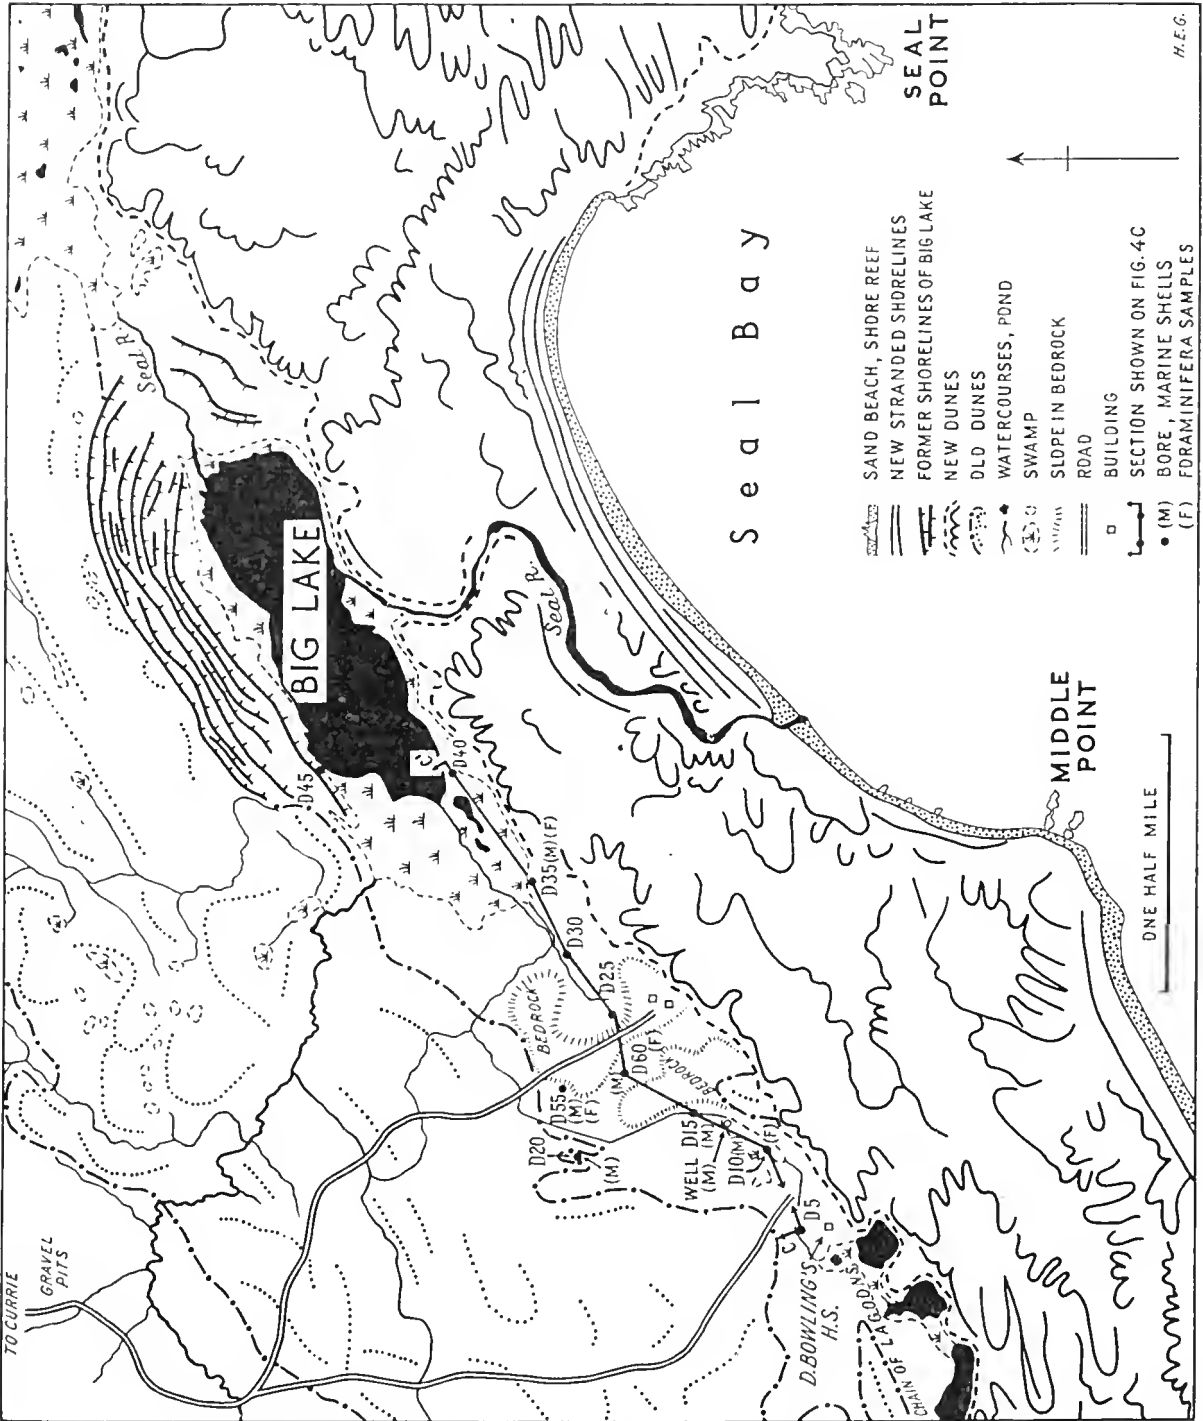 TO CURRIE
GRAVEL
PITS
Seal R.
BIG LAKE
D45
C'
D40
D35(M)(F)
D30
D25
BEDROCK
D60
(M)
(F)
BEDROCK
D55
(M)
(F)
D20
(M)
WELL
(M)
D15
(M)
D10(M)
(F)
C
D5
D.BOWLING'S
H.S.
CHAIN OF LAGOONS
Seal R.
Seal Bay
SEAL
POINT
MIDDLE
POINT
SAND BEACH, SHORE REEF
NEW STRANDED SHORELINES
FORMER SHORELINES OF BIG LAKE
NEW DUNES
OLD DUNES
WATERCOURSES, POND
SWAMP
SLOPE IN BEDROCK
ROAD
BUILDING
SECTION SHOWN ON FIG. 4C
(M) BORE, MARINE SHELLS
(F) FORAMINIFERA SAMPLES
ONE HALF MILE
H.E.G.